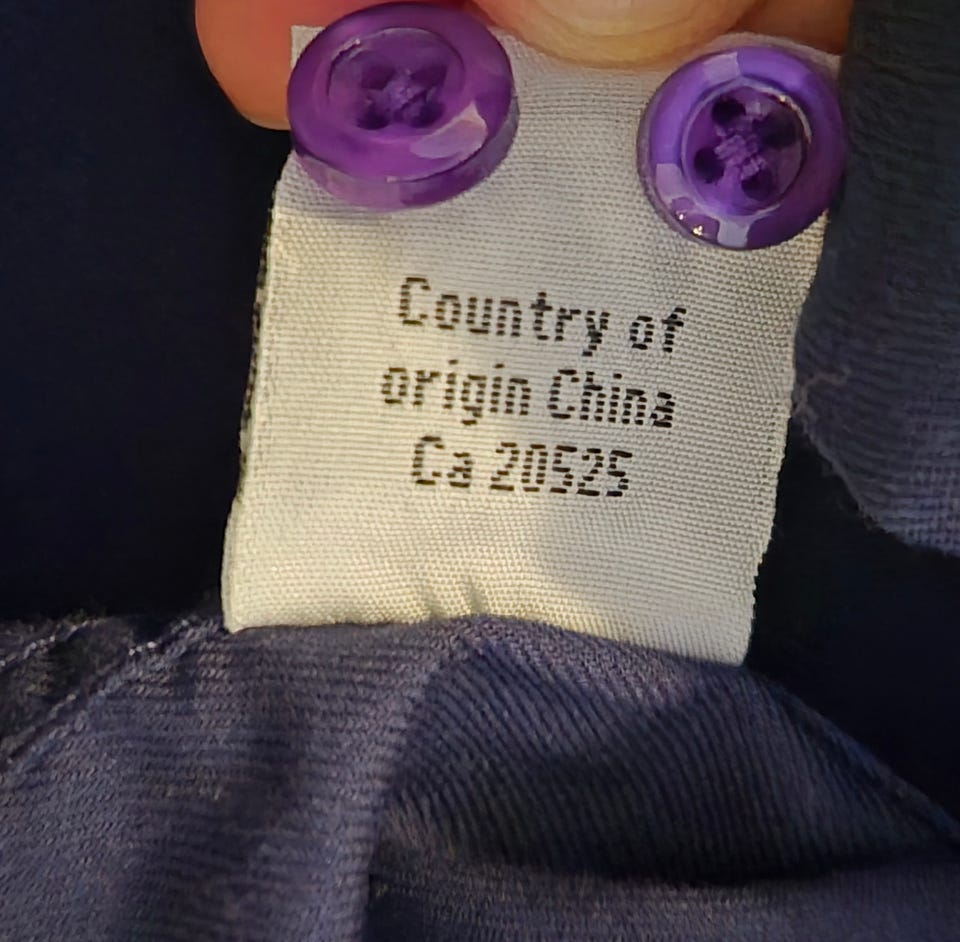 Country of
origin China
Ca 20525